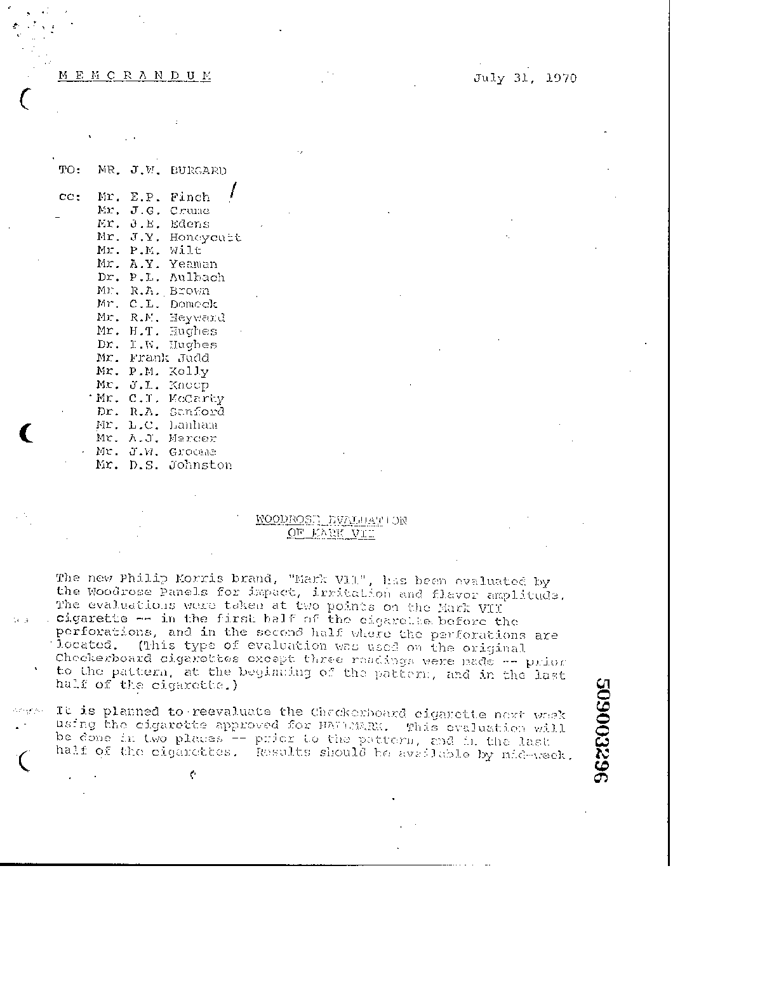 MEMORANDUM
July 31, 1970
TO: MR. J.W. BURGARD
cc: Mr. E.P. Finch
Mr. J.G. Crume
Mr. J.E. Edens
Mr. J.Y. Honeycutt
Mr. P.M. Wilt
Mr. A.Y. Yeaman
Dr. P.L. Aulbach
Mr. R.A. Brown
Mr. C.L. Domeck
Mr. R.M. Heyward
Mr. H.T. Hughes
Dr. I.W. Hughes
Mr. Frank Judd
Mr. P.M. Kelly
Mr. J.L. Knoop
Mr. C.I. McCarty
Dr. R.A. Sanford
Mr. L.C. Lanham
Mr. A.J. Mercer
Mr. J.W. Groome
Mr. D.S. Johnston
WOODROSE EVALUATION
OF MARK VII
The new Philip Morris brand, "Mark VII", has been evaluated by
the Woodrose Panels for impact, irritation and flavor amplitude.
The evaluations were taken at two points on the Mark VII
cigarette -- in the first half of the cigarette before the
perforations, and in the second half where the perforations are
located. (This type of evaluation was used on the original
Checkerboard cigarettes except three readings were made -- prior
to the pattern, at the beginning of the pattern, and in the last
half of the cigarette.)
It is planned to reevaluate the Checkerboard cigarette next week
using the cigarette approved for HALLMARK. This evaluation will
be done in two places -- prior to the pattern, and in the last
half of the cigarettes. Results should be available by mid-week.
509003296